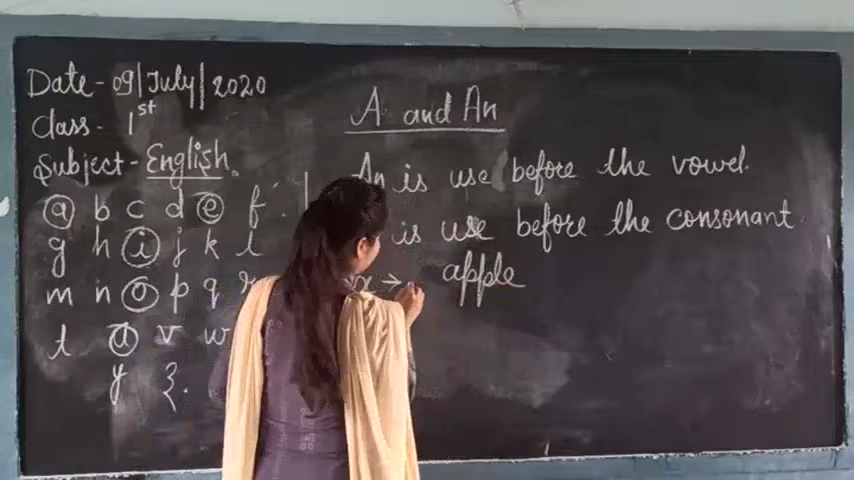 Date - 09|July|2020
Class - 1st
Subject - English.
a b c d e f
g h i j k l
m n o p q r
t u v w
y z.
A and An
An is use before the vowel.
is use before the consonant
x → apple